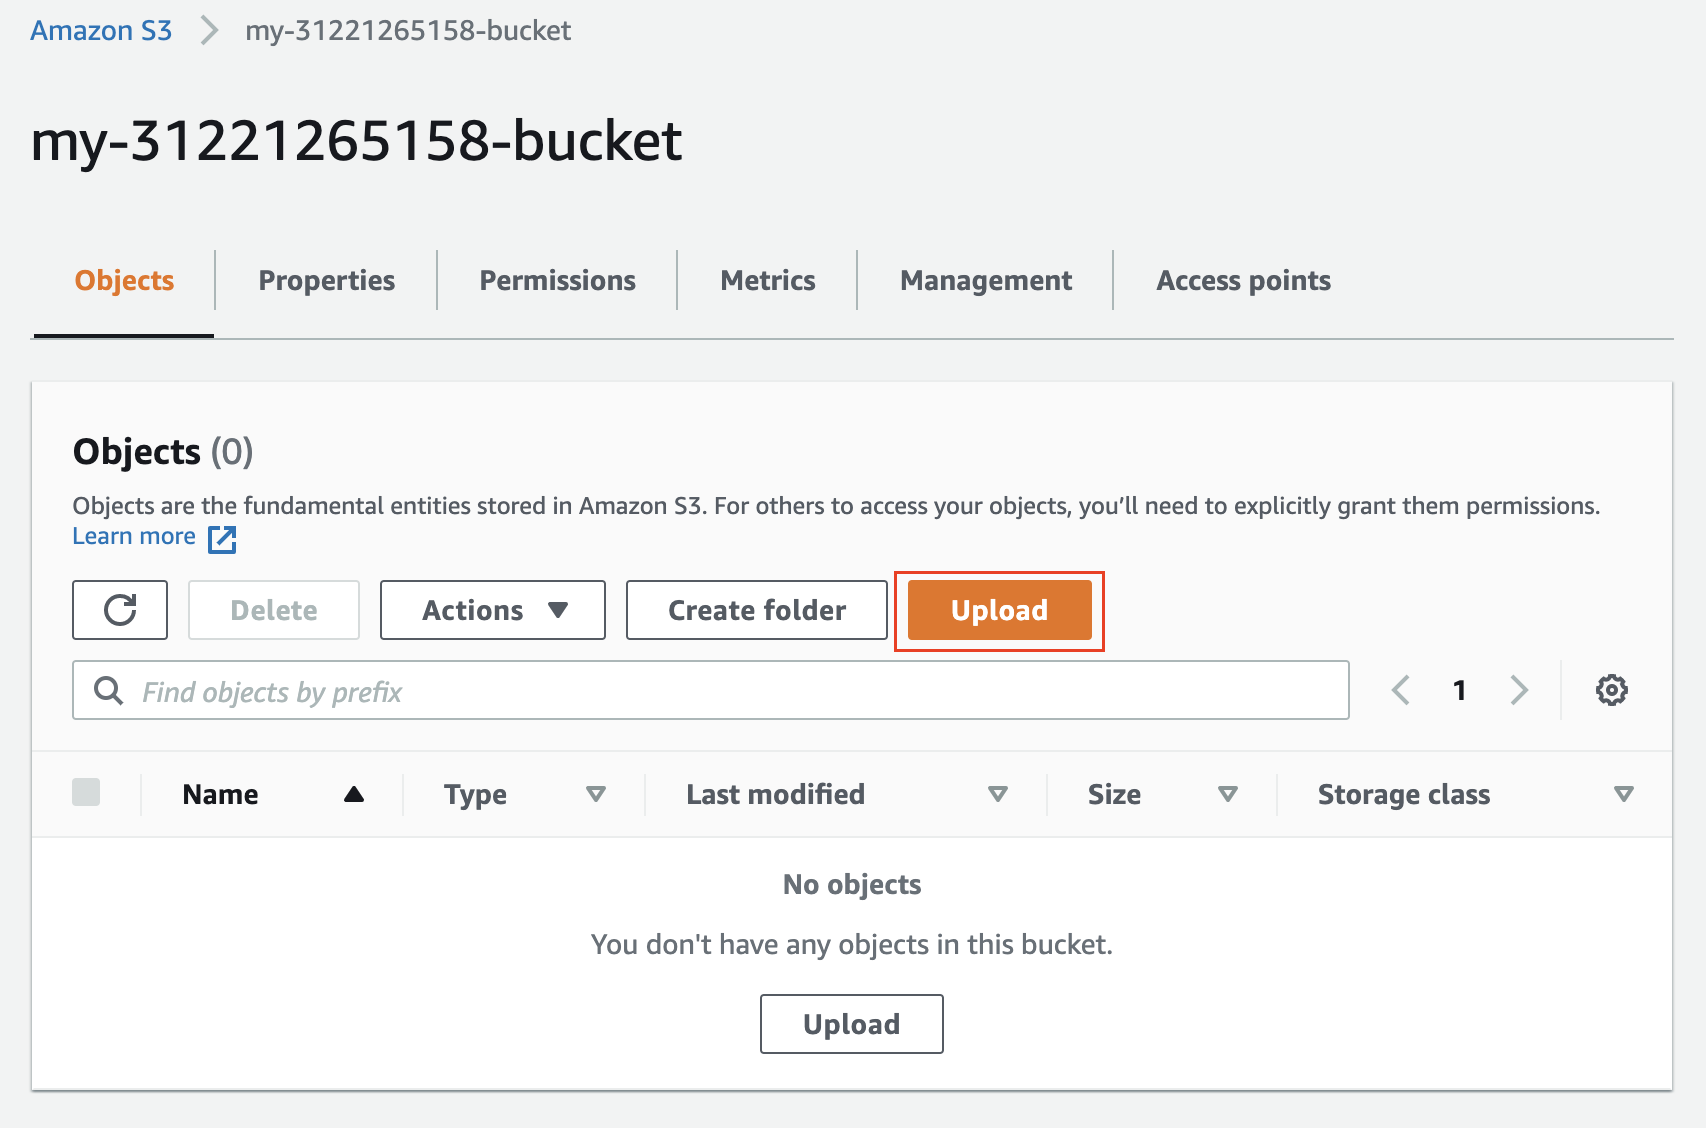 Amazon S3 my-31221265158-bucket
my-31221265158-bucket
Objects Properties Permissions Metrics Management Access points
Objects (0)
Objects are the fundamental entities stored in Amazon S3. For others to access your objects, you’ll need to explicitly grant them permissions.
Learn more
Delete Actions Create folder Upload
Find objects by prefix 1
Name Type Last modified Size Storage class
No objects
You don't have any objects in this bucket.
Upload